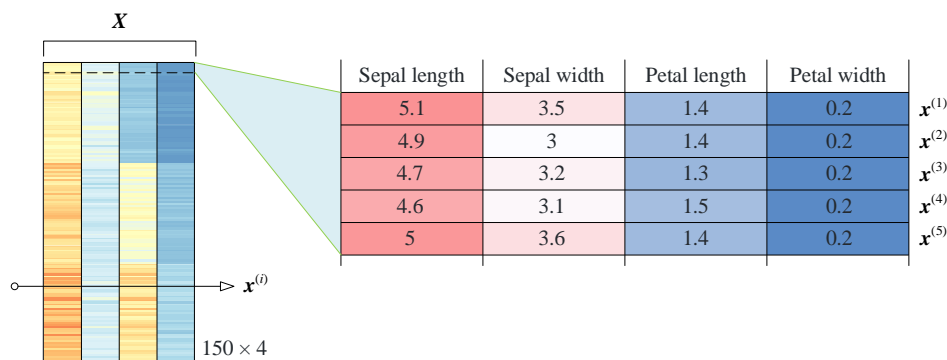 X
Sepal length Sepal width Petal length Petal width
5.1 3.5 1.4 0.2 x^(1)
4.9 3 1.4 0.2 x^(2)
4.7 3.2 1.3 0.2 x^(3)
4.6 3.1 1.5 0.2 x^(4)
5 3.6 1.4 0.2 x^(5)
x^(i)
150 × 4